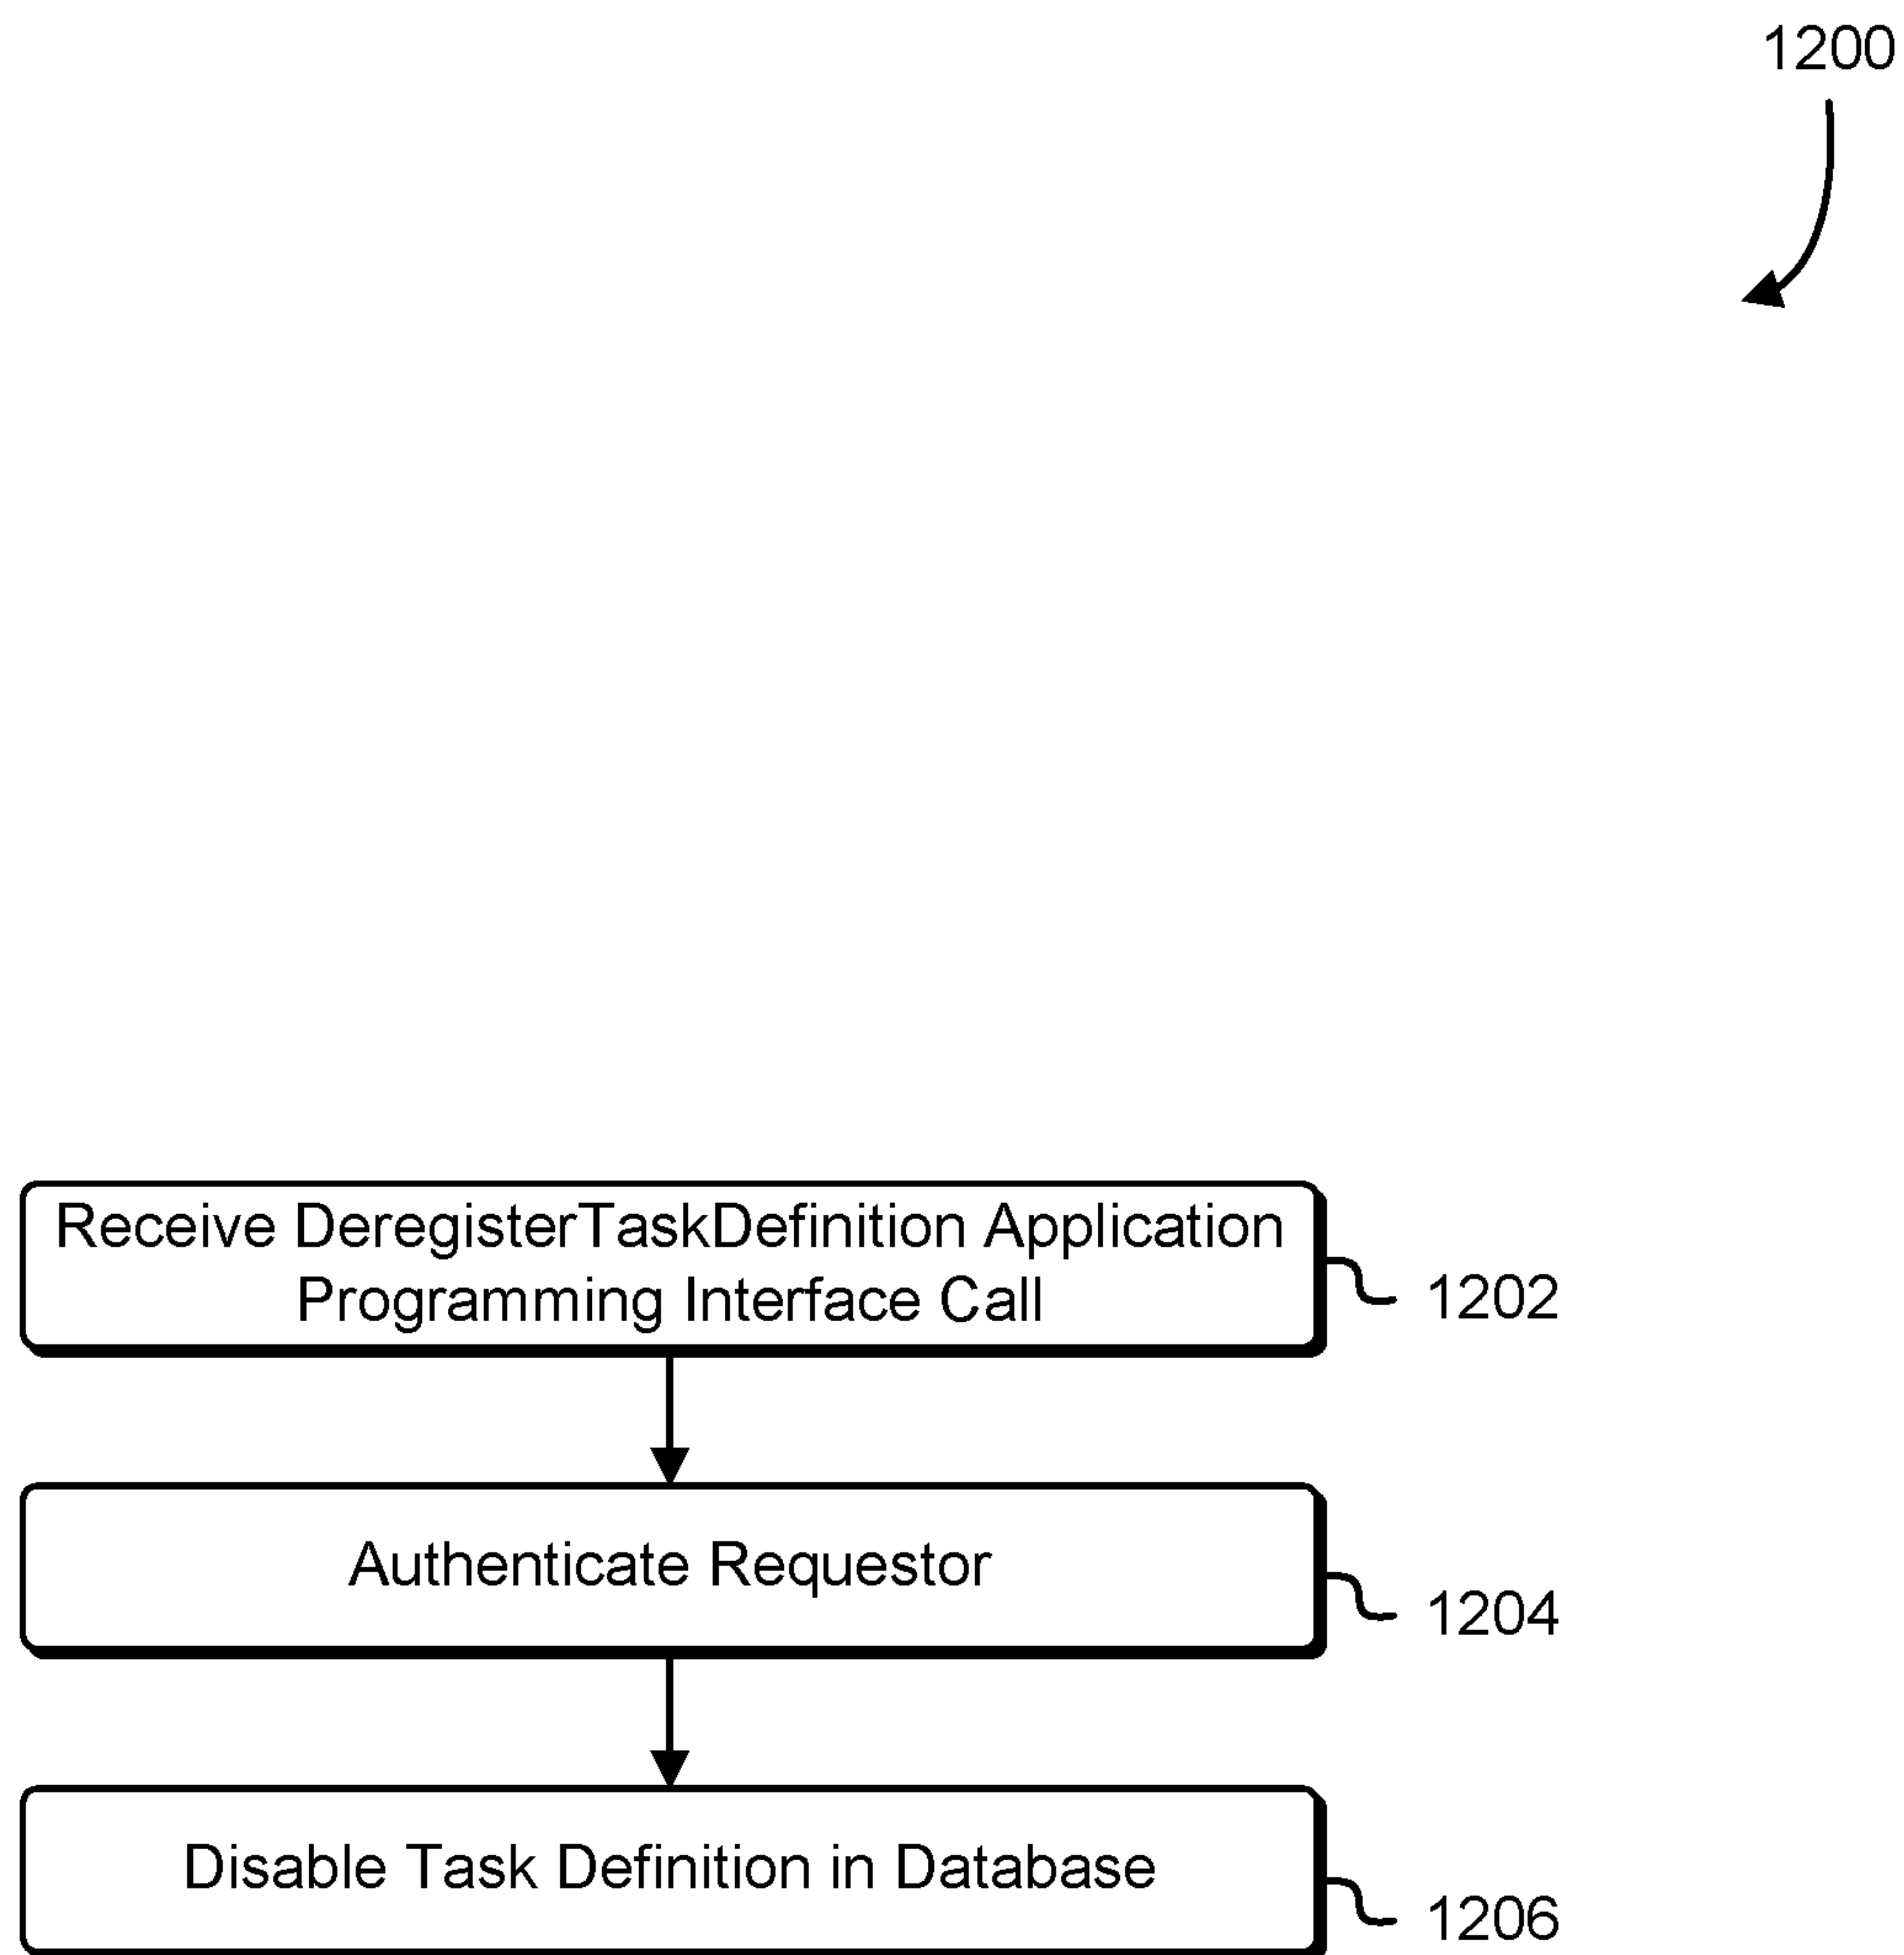 1200
Receive DeregisterTaskDefinition Application
Programming Interface Call
1202
Authenticate Requestor
1204
Disable Task Definition in Database
1206